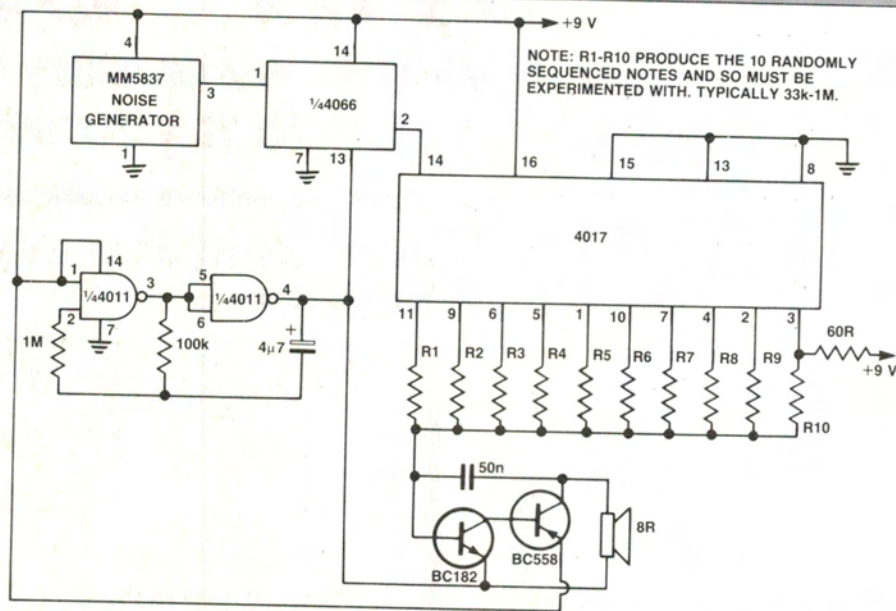 +9 V
NOTE: R1-R10 PRODUCE THE 10 RANDOMLY
SEQUENCED NOTES AND SO MUST BE
EXPERIMENTED WITH. TYPICALLY 33k-1M.
4
14
MM5837
NOISE
GENERATOR
3
1
¼4066
2
1
7
13
14
16
15
13
8
4017
14
1
3
5
¼4011
¼4011
4
2
7
6
1M
100k
+
4µ7
11
9
6
5
1
10
7
4
2
3
60R
+9 V
R1
R2
R3
R4
R5
R6
R7
R8
R9
R10
50n
8R
BC182
BC558